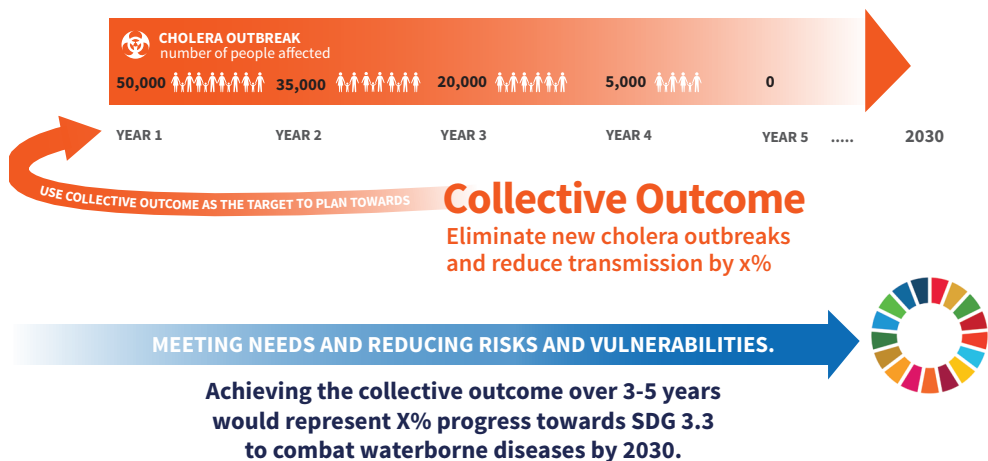 CHOLERA OUTBREAK
number of people affected
50,000 35,000 20,000 5,000 0
YEAR 1 YEAR 2 YEAR 3 YEAR 4 YEAR 5 ..... 2030
USE COLLECTIVE OUTCOME AS THE TARGET TO PLAN TOWARDS
Collective Outcome
Eliminate new cholera outbreaks
and reduce transmission by x%
MEETING NEEDS AND REDUCING RISKS AND VULNERABILITIES.
Achieving the collective outcome over 3-5 years
would represent X% progress towards SDG 3.3
to combat waterborne diseases by 2030.